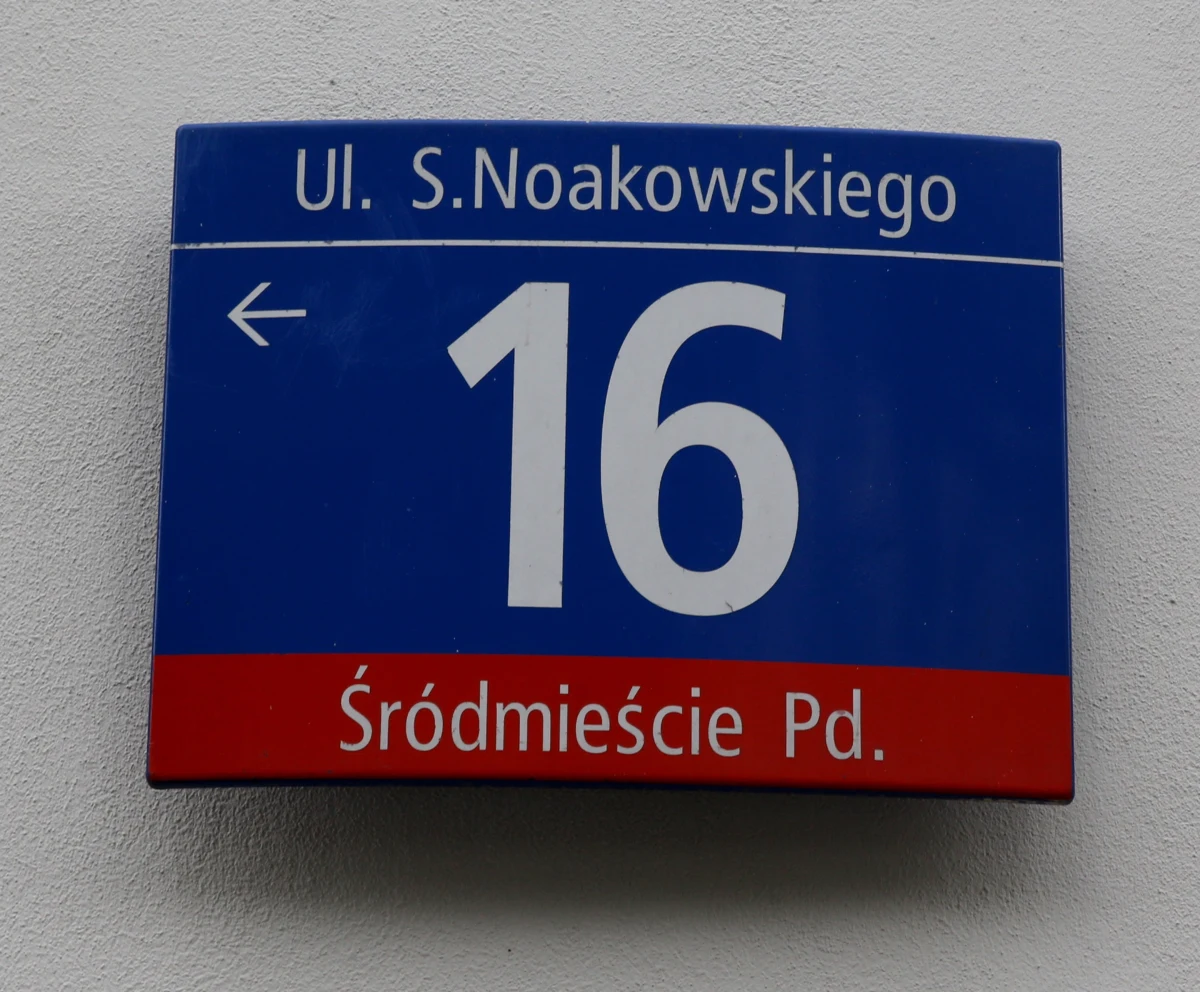 Ul. S.Noakowskiego
← 16
Śródmieście Pd.